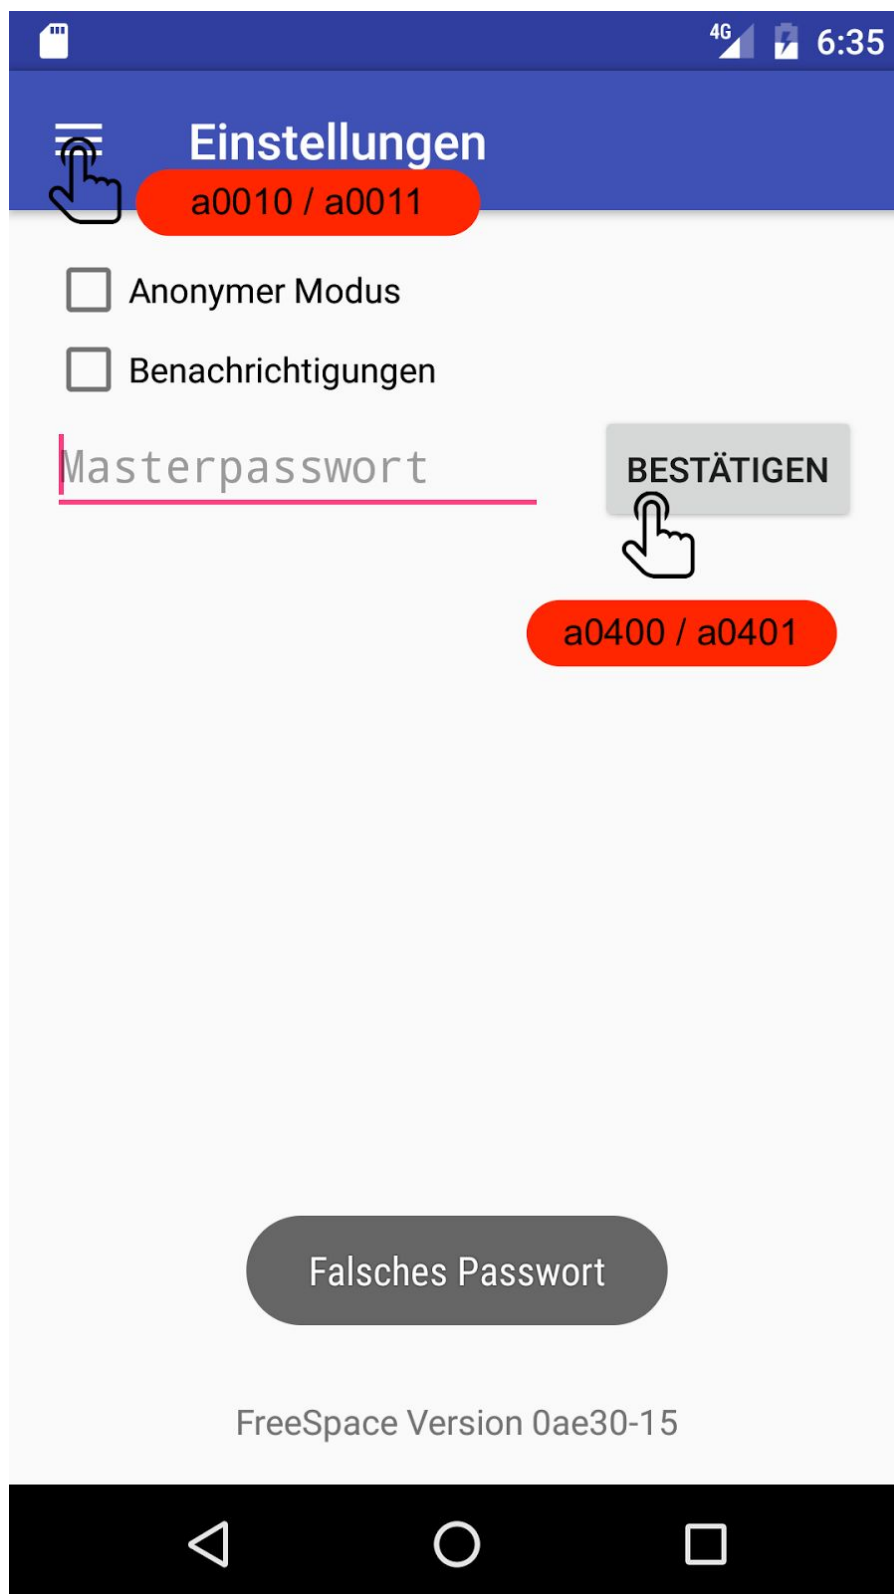 4G 6:35
Einstellungen
a0010 / a0011
Anonymer Modus
Benachrichtigungen
Masterpasswort
BESTÄTIGEN
a0400 / a0401
Falsches Passwort
FreeSpace Version 0ae30-15